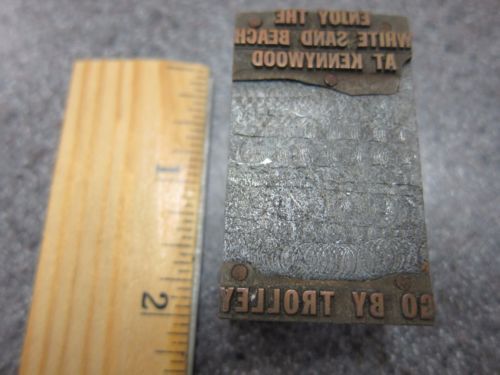 ENJOY THE
WHITE SAND BEACH
AT KENNYWOOD
GO BY TROLLEY
1
2